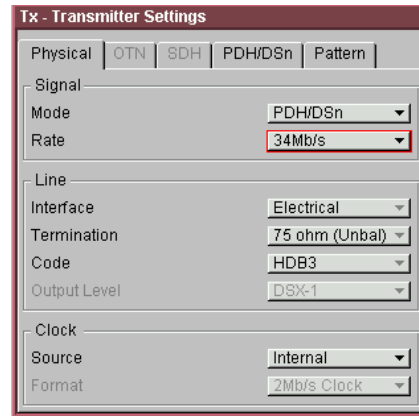 Tx - Transmitter Settings
Physical OTN SDH PDH/DSn Pattern
Signal
Mode PDH/DSn
Rate 34Mb/s
Line
Interface Electrical
Termination 75 ohm (Unbal)
Code HDB3
Output Level DSX-1
Clock
Source Internal
Format 2Mb/s Clock